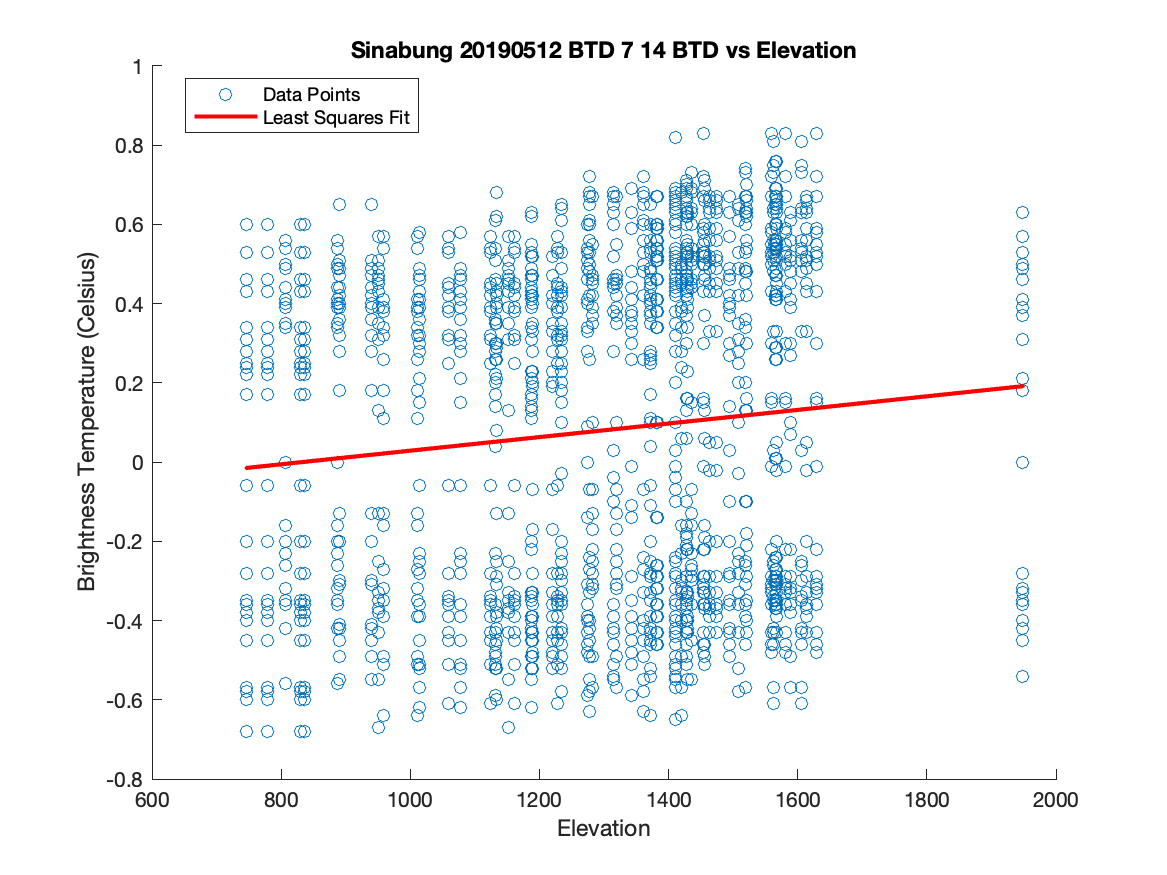 Sinabung 20190512 BTD 7 14 BTD vs Elevation
Data Points
Least Squares Fit
1
0.8
0.6
0.4
0.2
0
-0.2
-0.4
-0.6
-0.8
Brightness Temperature (Celsius)
600 800 1000 1200 1400 1600 1800 2000
Elevation